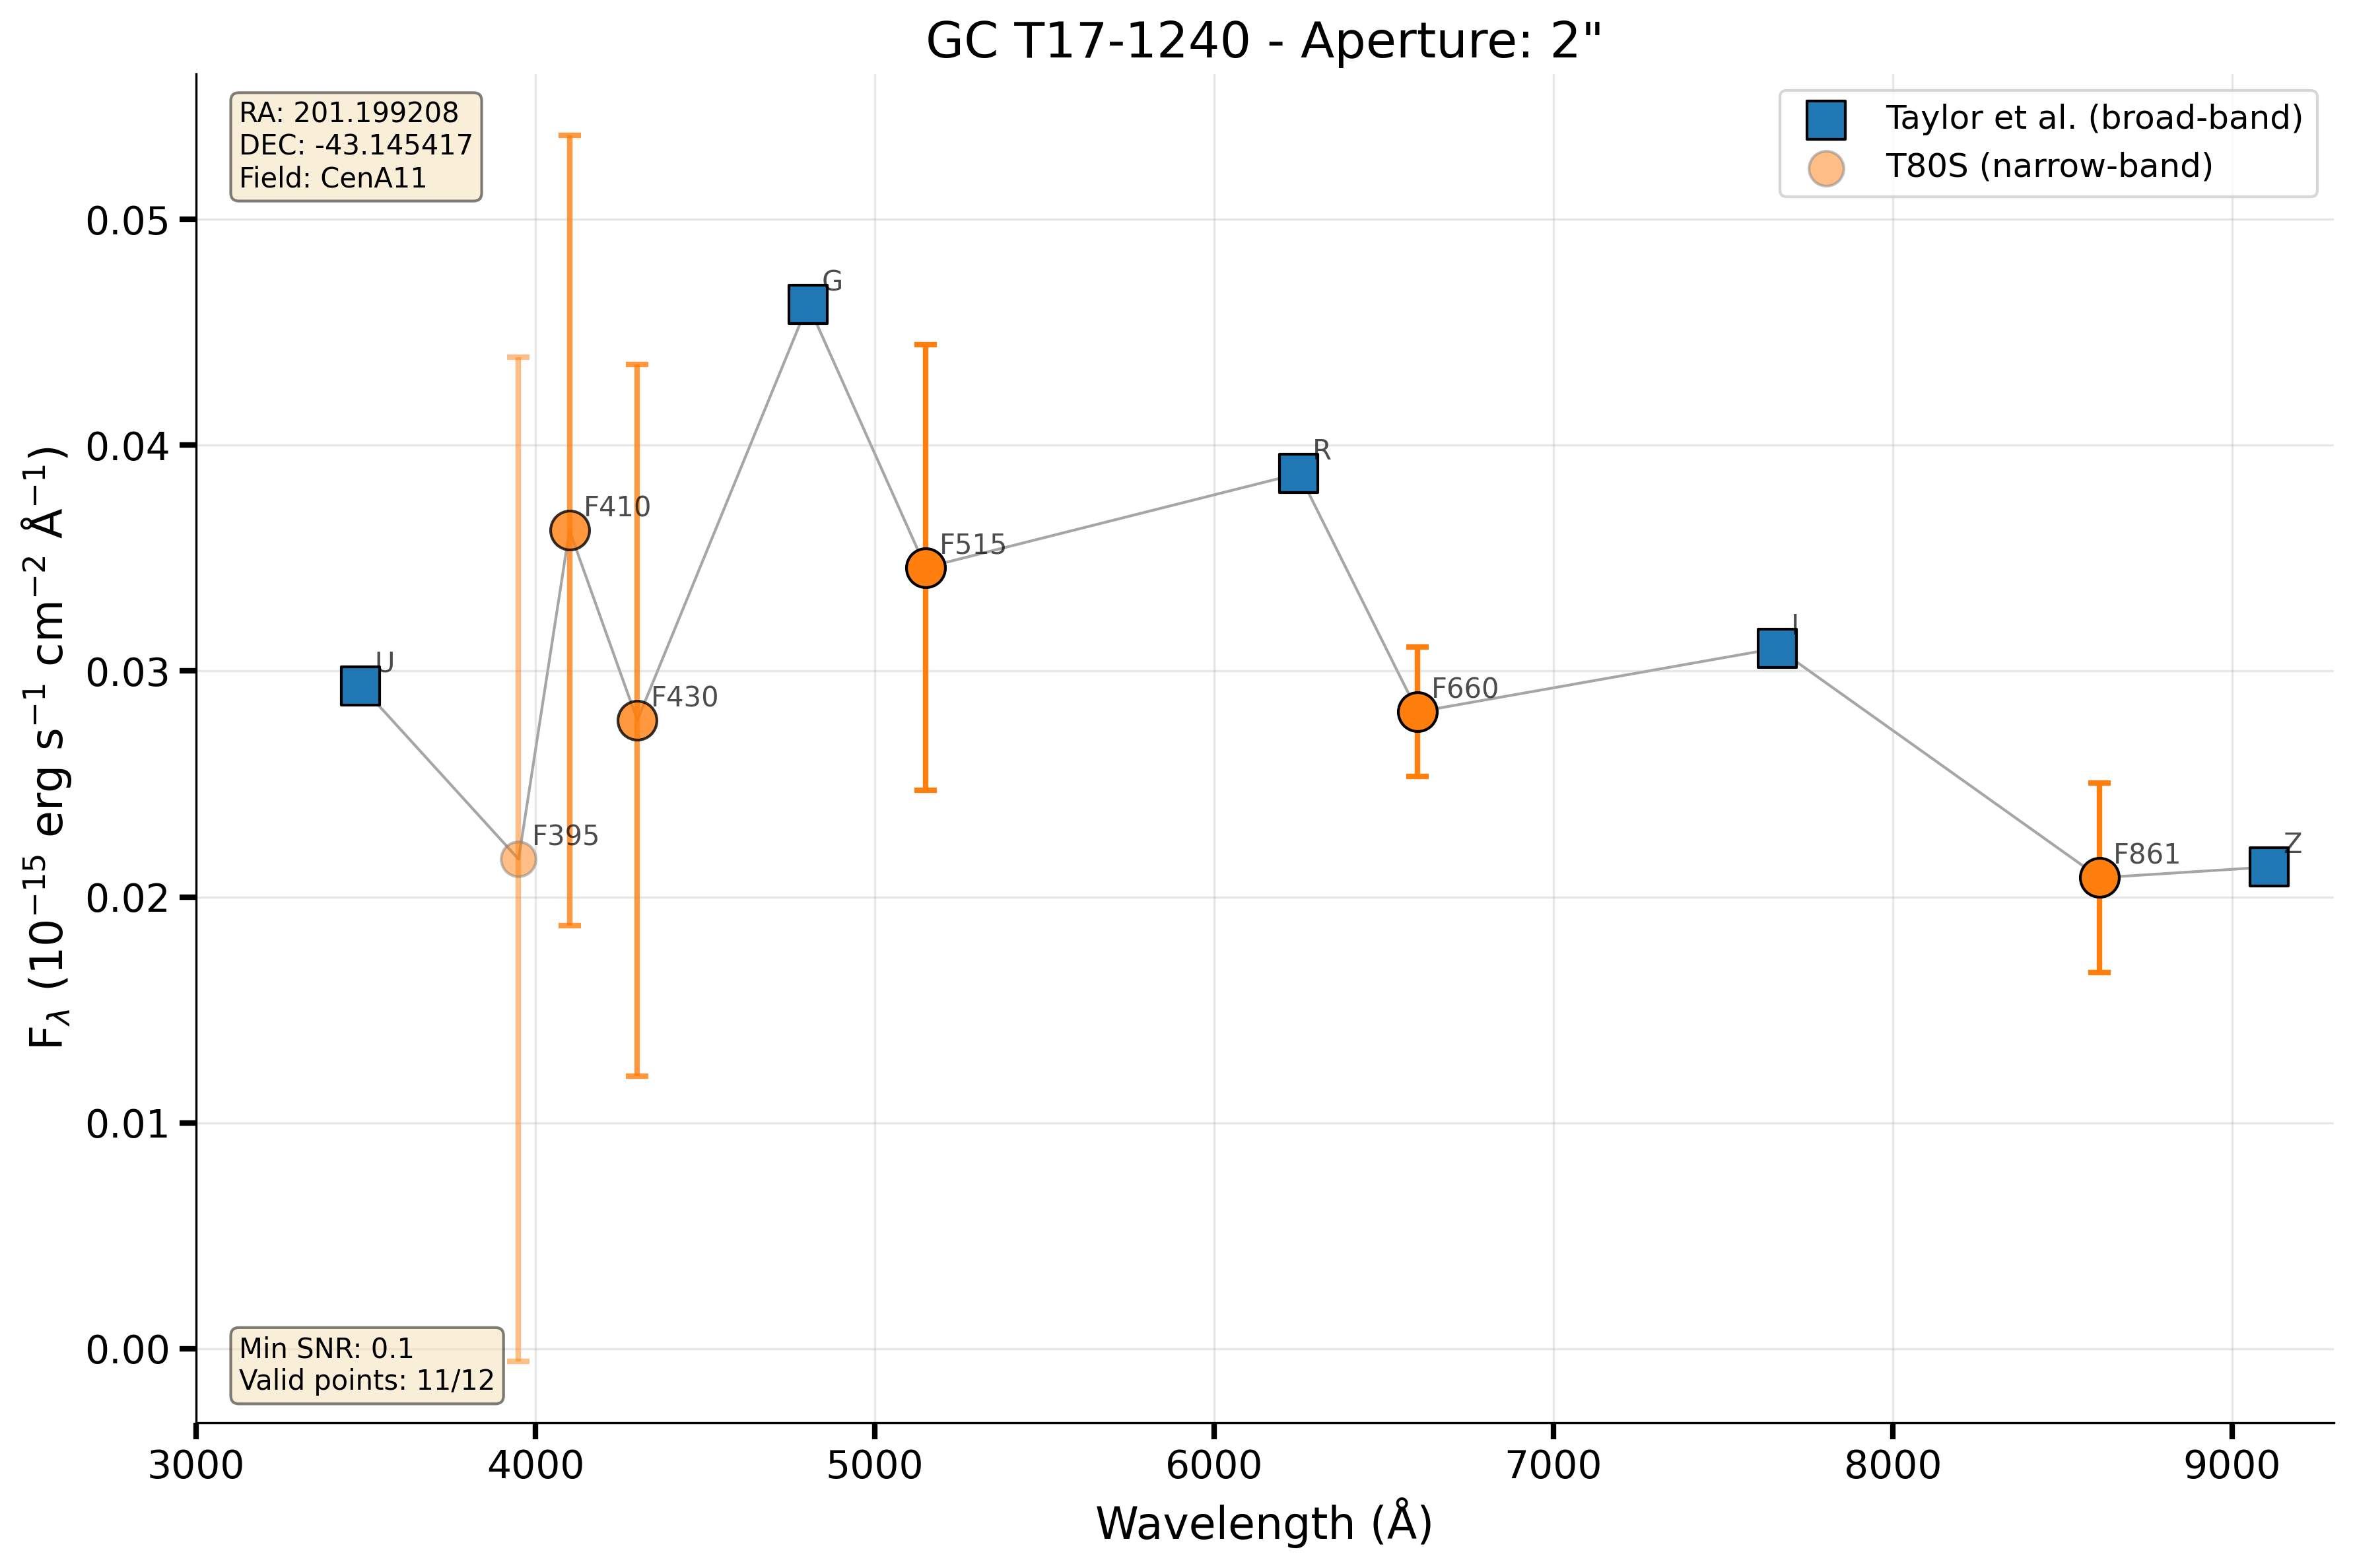 GC T17-1240 - Aperture: 2"
RA: 201.199208
DEC: -43.145417
Field: CenA11
Taylor et al. (broad-band)
T80S (narrow-band)
0.05
0.04
0.03
0.02
0.01
0.00
F_λ (10⁻¹⁵ erg s⁻¹ cm⁻² Å⁻¹)
U
F395
F410
F430
G
F515
R
F660
I
F861
Z
Min SNR: 0.1
Valid points: 11/12
3000 4000 5000 6000 7000 8000 9000
Wavelength (Å)